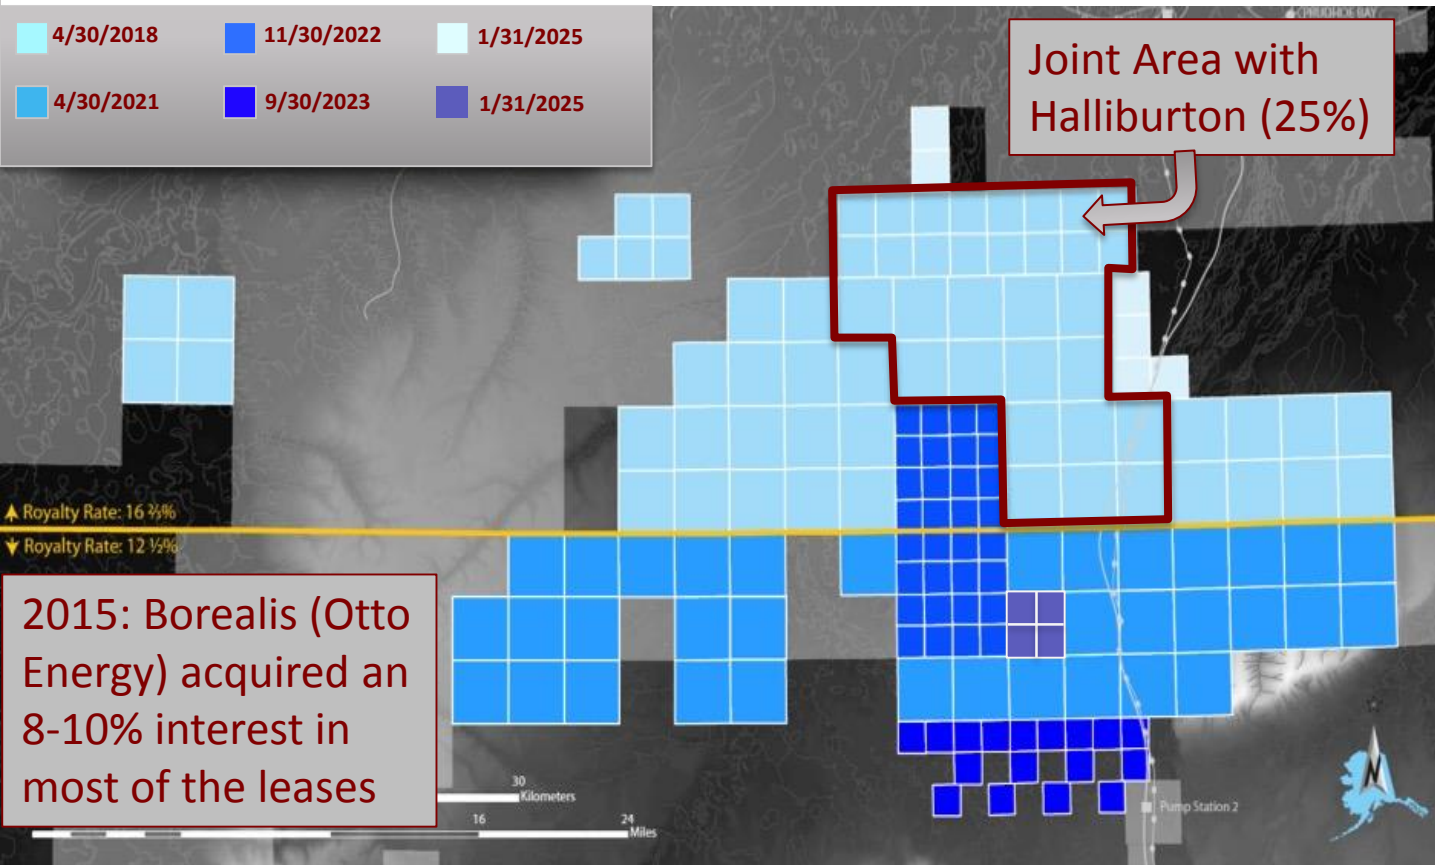 4/30/2018
11/30/2022
1/31/2025
4/30/2021
9/30/2023
1/31/2025
PRUDHOE BAY
Joint Area with
Halliburton (25%)
Royalty Rate: 16 ⅔%
Royalty Rate: 12 ½%
2015: Borealis (Otto
Energy) acquired an
8-10% interest in
most of the leases
30
Kilometers
16
24
Miles
Pump Station 2
N